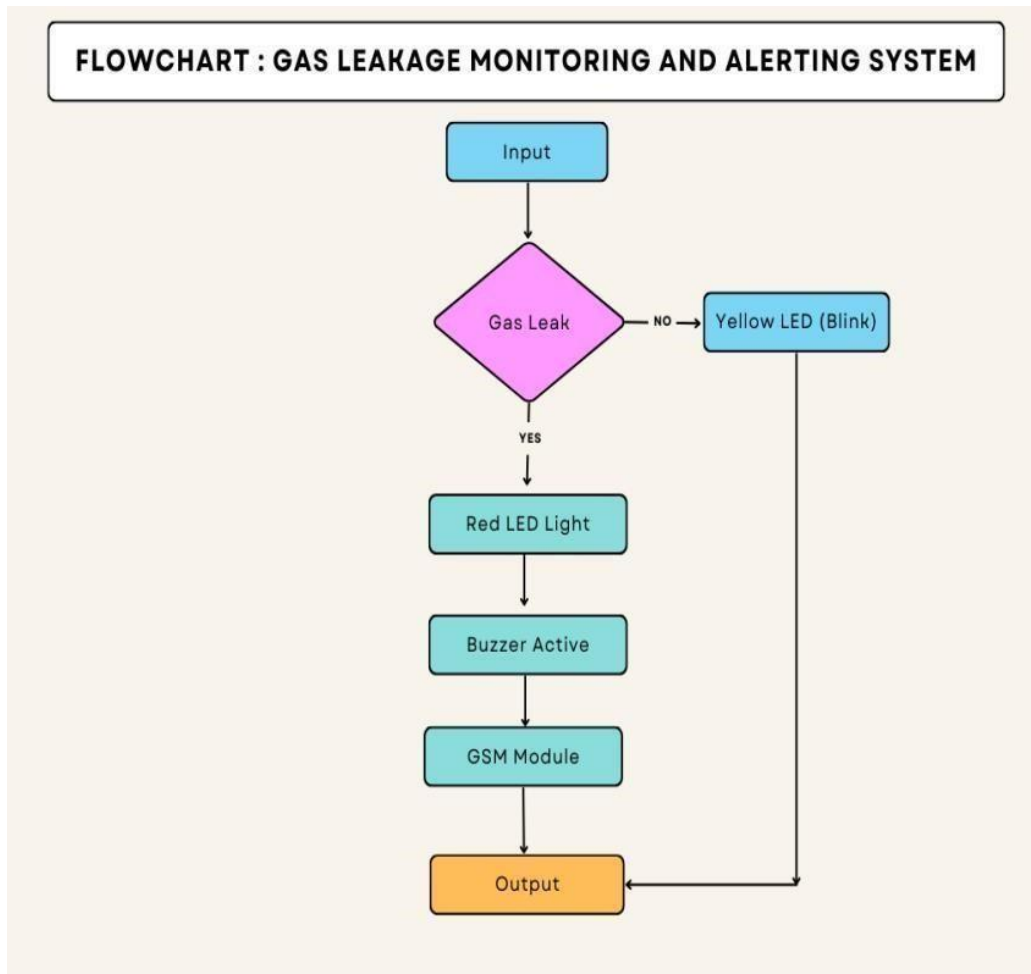 FLOWCHART : GAS LEAKAGE MONITORING AND ALERTING SYSTEM
Input
Gas Leak
NO
Yellow LED (Blink)
YES
Red LED Light
Buzzer Active
GSM Module
Output